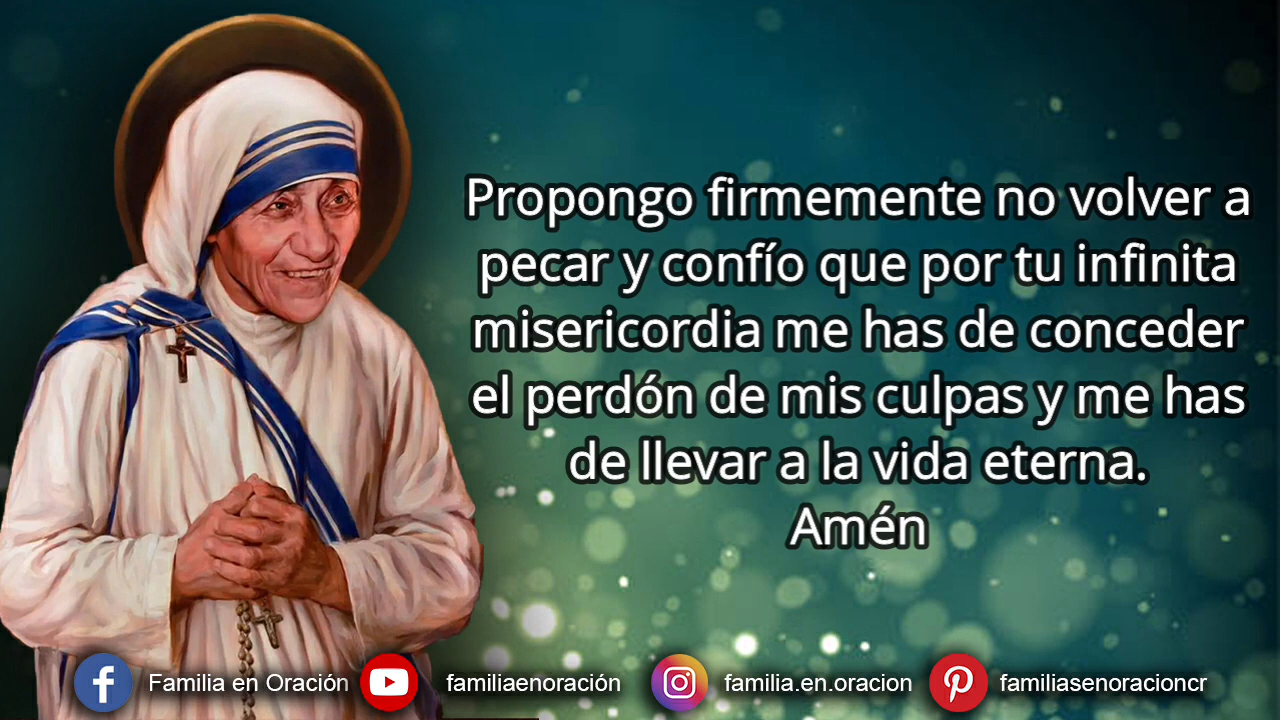 Propongo firmemente no volver a
pecar y confío que por tu infinita
misericordia me has de conceder
el perdón de mis culpas y me has
de llevar a la vida eterna.
Amén
Familia en Oración familiaenoración familia.en.oracion familiasenoracioncr